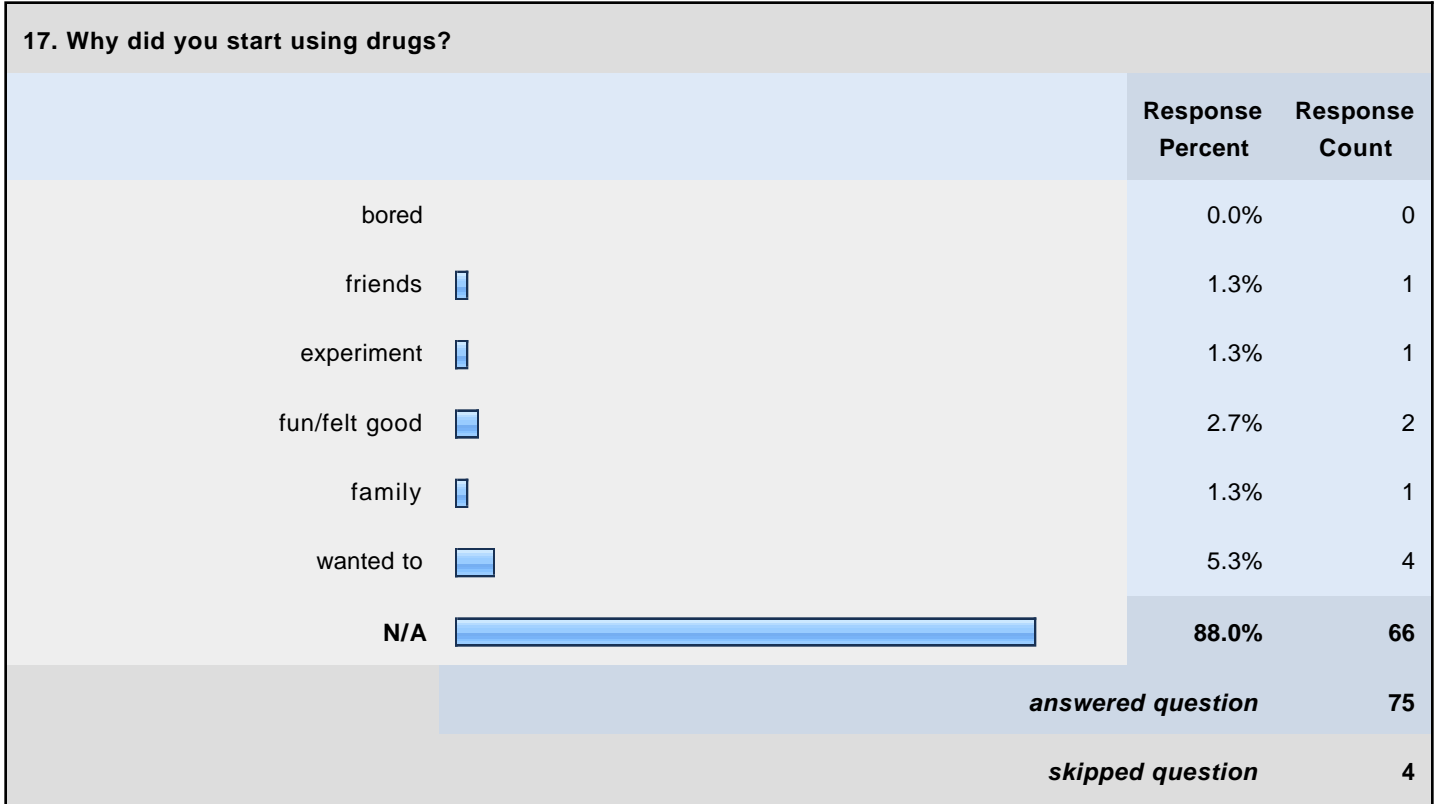 17. Why did you start using drugs?
Response Percent Response Count
bored 0.0% 0
friends 1.3% 1
experiment 1.3% 1
fun/felt good 2.7% 2
family 1.3% 1
wanted to 5.3% 4
N/A 88.0% 66
answered question 75
skipped question 4